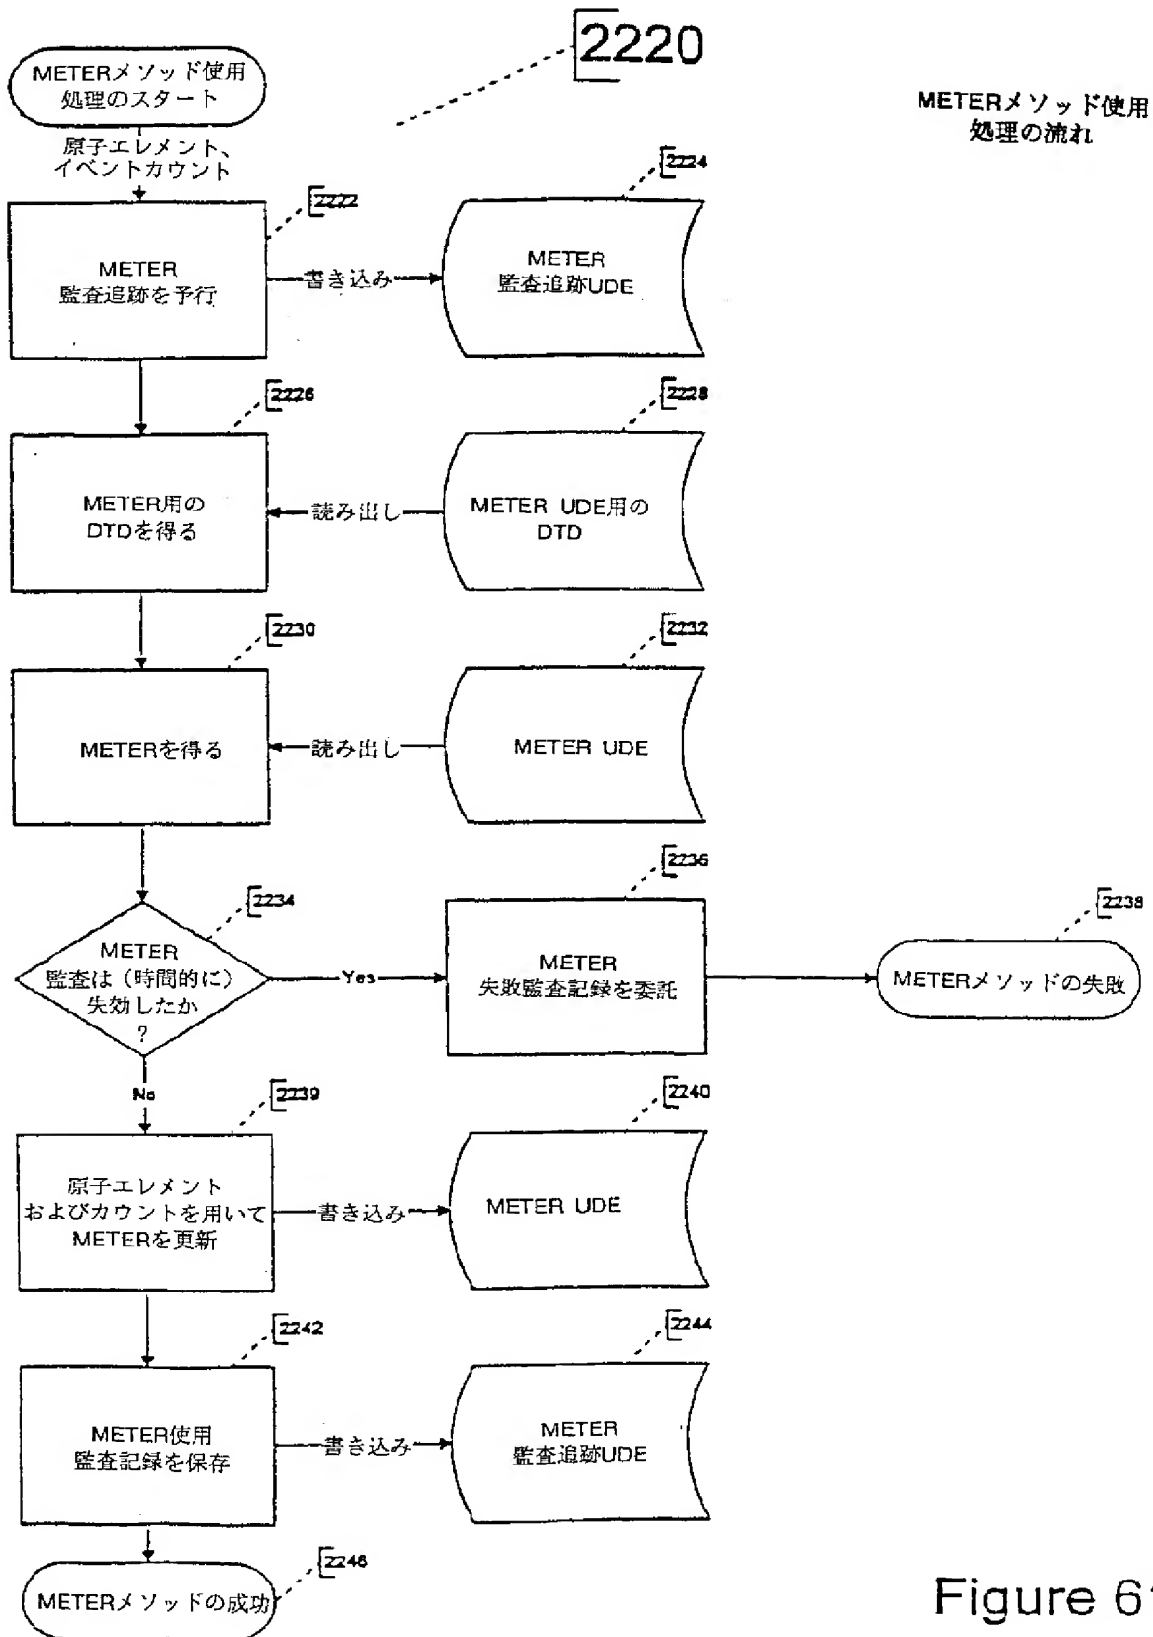 2220
METERメソッド使用
処理のスタート
METERメソッド使用
処理の流れ
原子エレメント、
イベントカウント
2222
2224
METER
監査追跡を予行
書き込み
METER
監査追跡UDE
2226
2228
METER用の
DTDを得る
読み出し
METER UDE用の
DTD
2230
2232
METERを得る
読み出し
METER UDE
2234
2236
2238
METER
監査は(時間的に)
失効したか
?
Yes
METER
失敗監査記録を委託
METERメソッドの失敗
No
2239
2240
原子エレメント
およびカウントを用いて
METERを更新
書き込み
METER UDE
2242
2244
METER使用
監査記録を保存
書き込み
METER
監査追跡UDE
2246
METERメソッドの成功
Figure 61